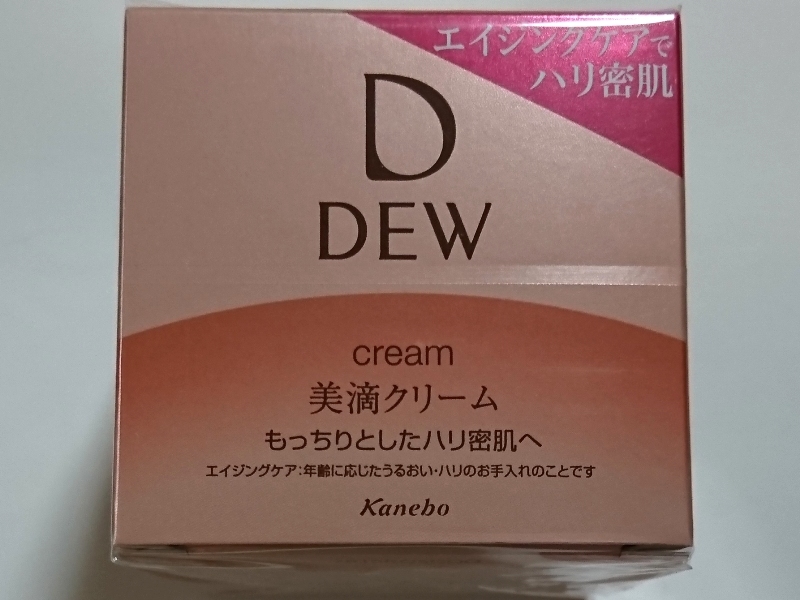 エイジングケアで
ハリ密肌
D
DEW
cream
美滴クリーム
もっちりとしたハリ密肌へ
エイジングケア:年齢に応じたうるおい・ハリのお手入れのことです
Kanebo